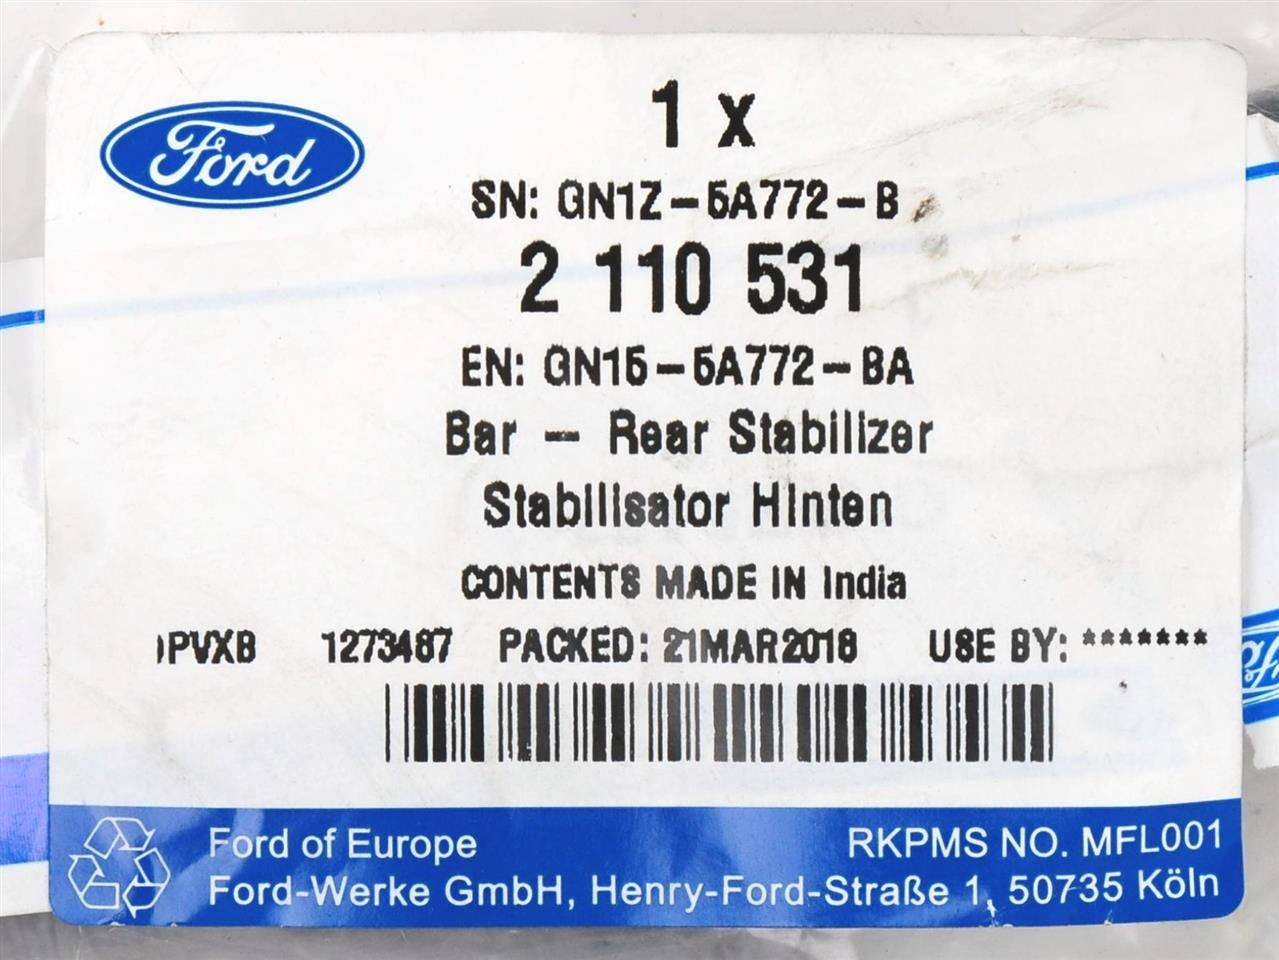 Ford
1 x
SN: GN1Z-5A772-B
2 110 531
EN: GN15-5A772-BA
Bar - Rear Stabilizer
Stabilisator Hinten
CONTENTS MADE IN India
PVXB 1273487 PACKED: 21MAR2018 USE BY: *******
Ford of Europe RKPMS NO. MFL001
Ford-Werke GmbH, Henry-Ford-Straße 1, 50735 Köln